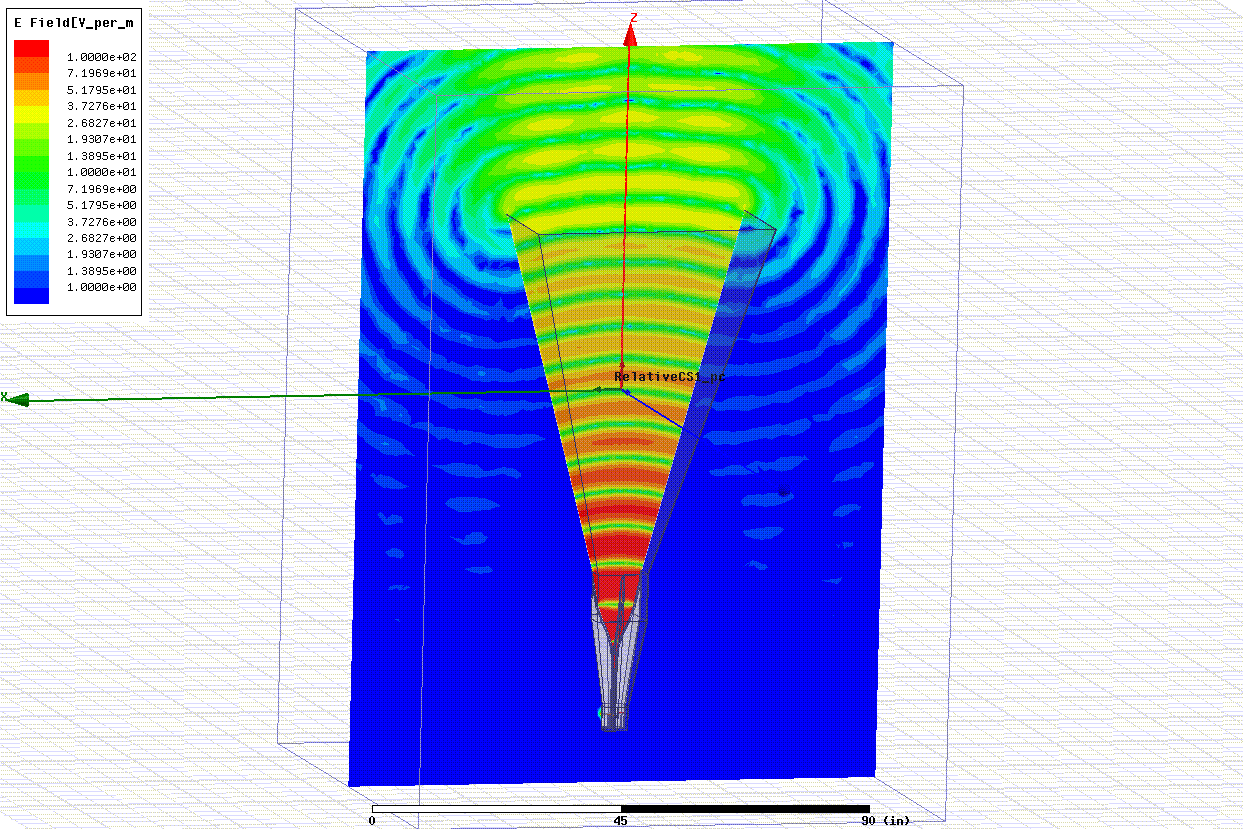 E Field[V_per_m
1.0000e+02
7.1969e+01
5.1795e+01
3.7276e+01
2.6827e+01
1.9307e+01
1.3895e+01
1.0000e+01
7.1969e+00
5.1795e+00
3.7276e+00
2.6827e+00
1.9307e+00
1.3895e+00
1.0000e+00
Z
RelativeCS1_pc
X
0 45 90 (in)